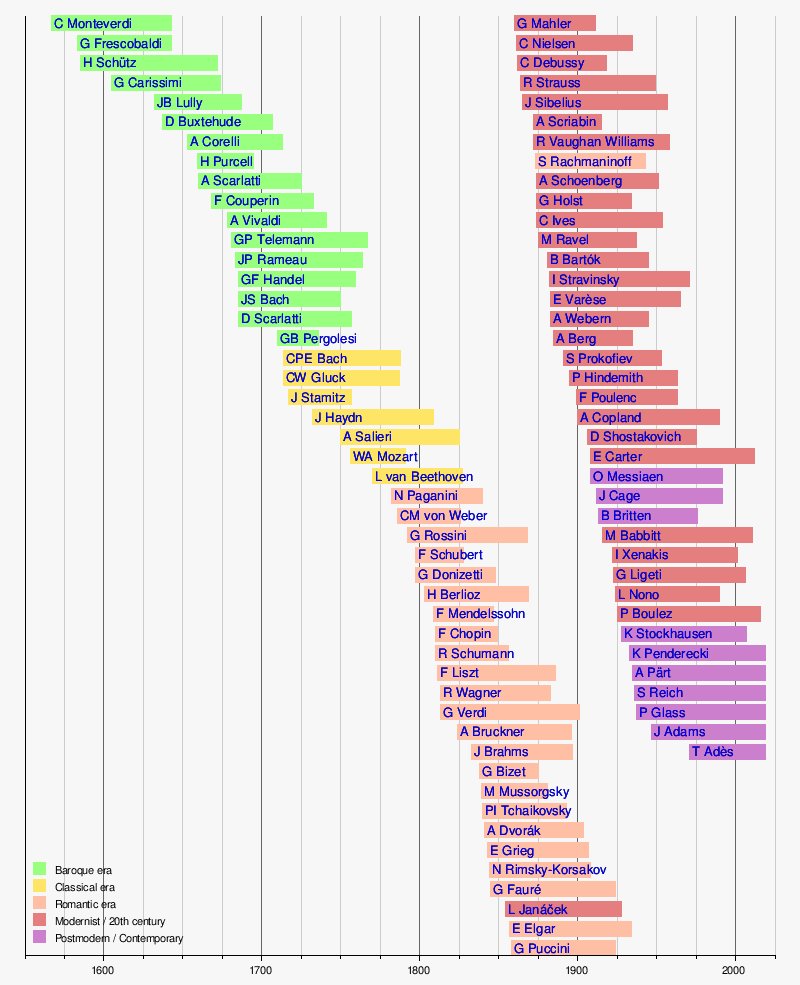 C Monteverdi
G Frescobaldi
H Schütz
G Carissimi
JB Lully
D Buxtehude
A Corelli
H Purcell
A Scarlatti
F Couperin
A Vivaldi
GP Telemann
JP Rameau
GF Handel
JS Bach
D Scarlatti
GB Pergolesi
CPE Bach
CW Gluck
J Stamitz
J Haydn
A Salieri
WA Mozart
L van Beethoven
N Paganini
CM von Weber
G Rossini
F Schubert
G Donizetti
H Berlioz
F Mendelssohn
F Chopin
R Schumann
F Liszt
R Wagner
G Verdi
A Bruckner
J Brahms
G Bizet
M Mussorgsky
PI Tchaikovsky
A Dvorák
E Grieg
N Rimsky-Korsakov
G Fauré
L Janáček
E Elgar
G Puccini
G Mahler
C Nielsen
C Debussy
R Strauss
J Sibelius
A Scriabin
R Vaughan Williams
S Rachmaninoff
A Schoenberg
G Holst
C Ives
M Ravel
B Bartók
I Stravinsky
E Varèse
A Webern
A Berg
S Prokofiev
P Hindemith
F Poulenc
A Copland
D Shostakovich
E Carter
O Messiaen
J Cage
B Britten
M Babbitt
I Xenakis
G Ligeti
L Nono
P Boulez
K Stockhausen
K Penderecki
A Pärt
S Reich
P Glass
J Adams
T Adès
Baroque era
Classical era
Romantic era
Modernist / 20th century
Postmodern / Contemporary
1600 1700 1800 1900 2000